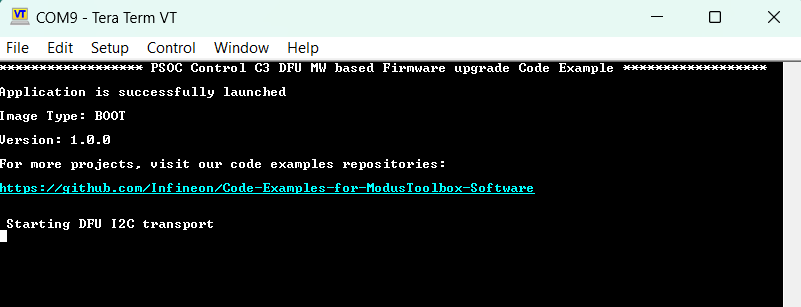 COM9 - Tera Term VT
File Edit Setup Control Window Help
****************** PSOC Control C3 DFU MW based Firmware upgrade Code Example ******************
Application is successfully launched
Image Type: BOOT
Version: 1.0.0
For more projects, visit our code examples repositories:
https://github.com/Infineon/Code-Examples-for-ModusToolbox-Software
Starting DFU I2C transport